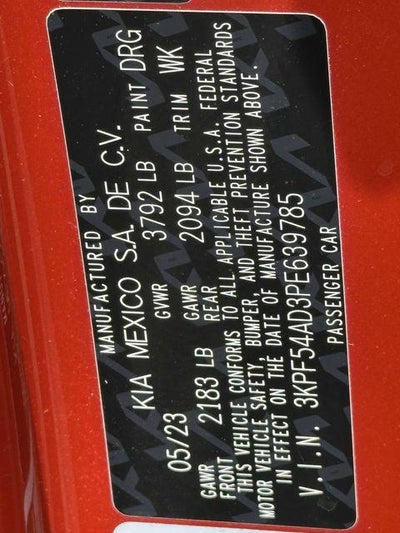 MANUFACTURED BY
KIA MEXICO S.A. DE C.V.
05/23 GVWR 3792 LB PAINT DRG
GAWR FRONT 2183 LB GAWR REAR 2094 LB TRIM WK
THIS VEHICLE CONFORMS TO ALL APPLICABLE U.S.A. FEDERAL
MOTOR VEHICLE SAFETY, BUMPER, AND THEFT PREVENTION STANDARDS
IN EFFECT ON THE DATE OF MANUFACTURE SHOWN ABOVE.
V.I.N. 3KPF54AD3PE639785
PASSENGER CAR